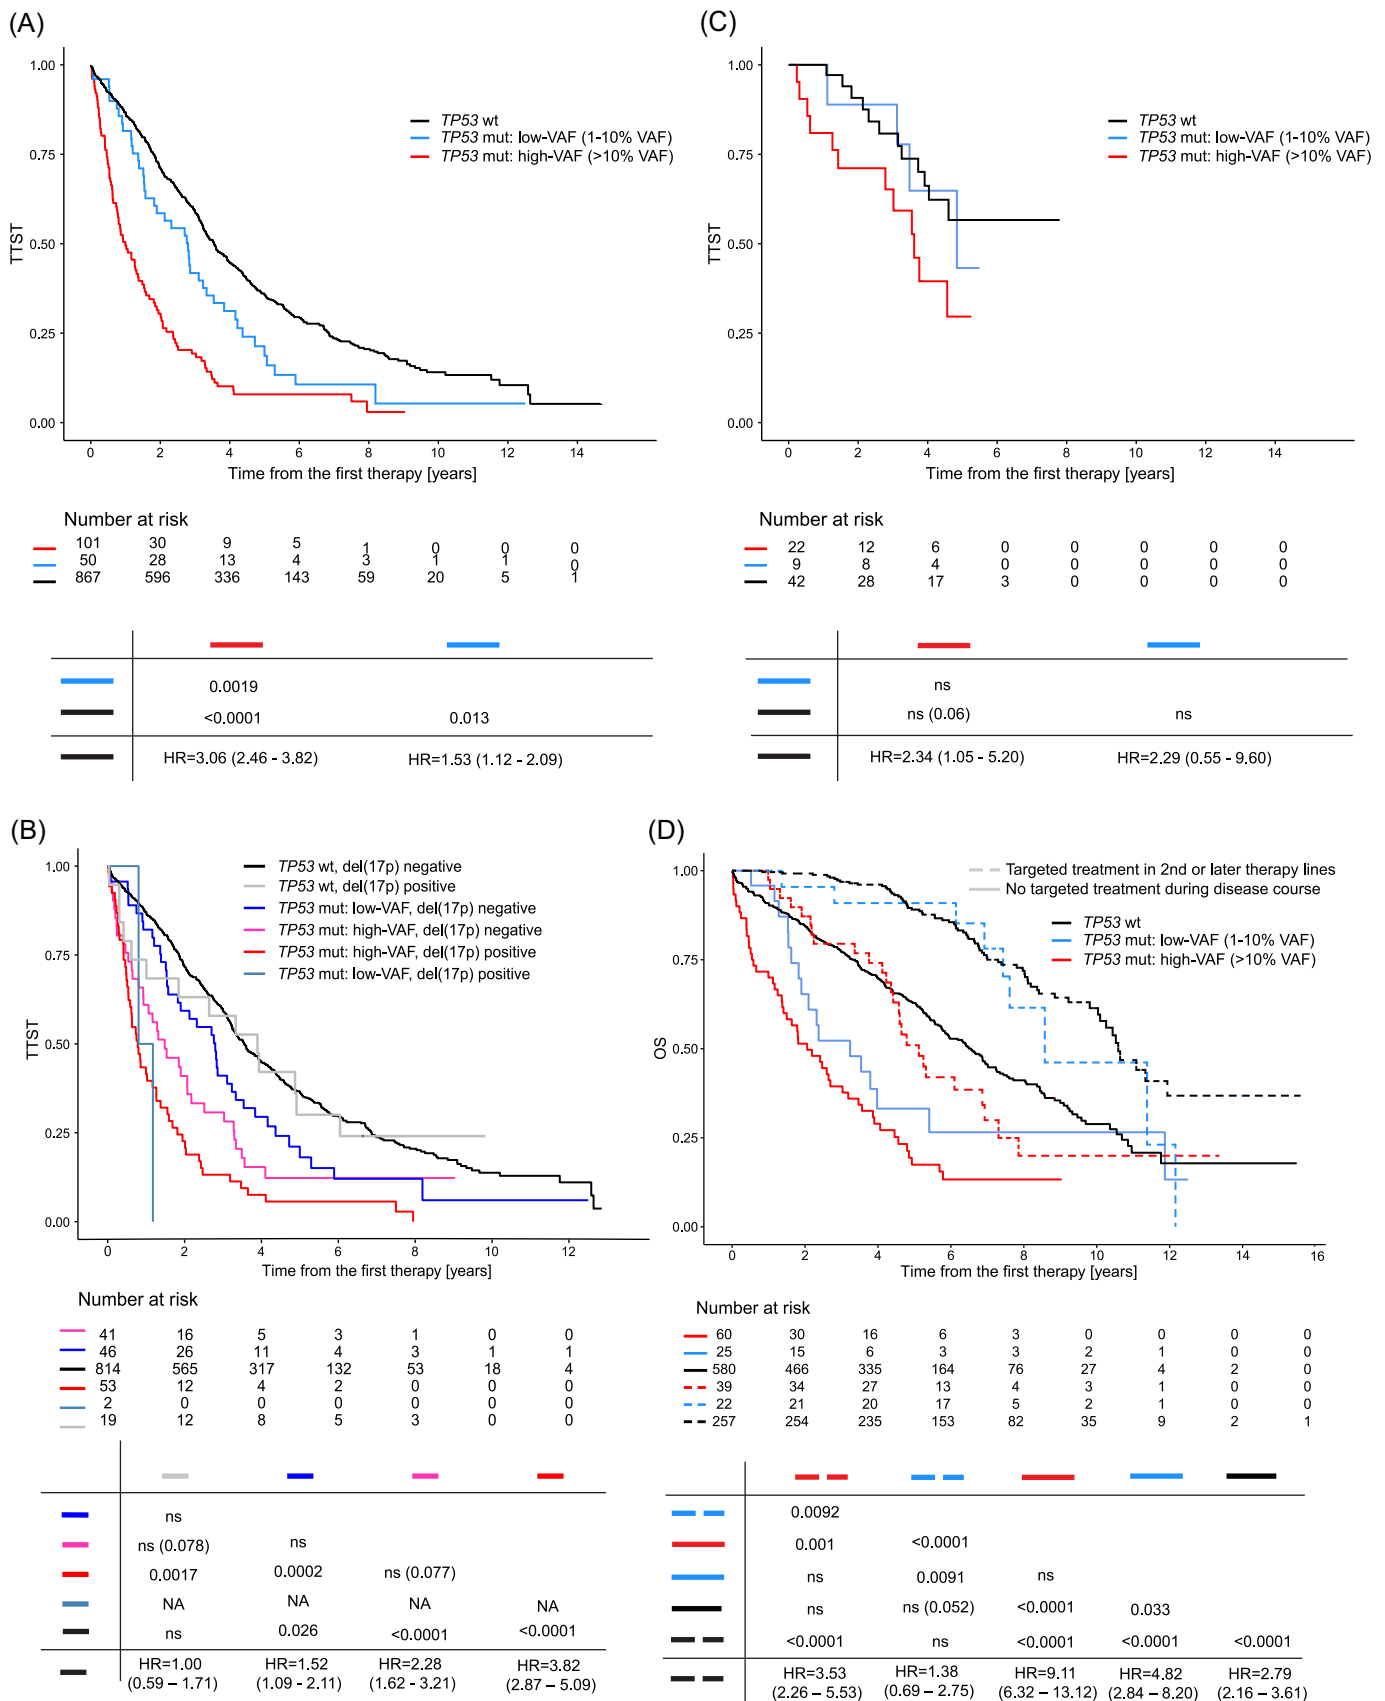 (A)
1.00
0.75
0.50
0.25
0.00
TTST
TP53 wt
TP53 mut: low-VAF (1-10% VAF)
TP53 mut: high-VAF (>10% VAF)
0 2 4 6 8 10 12 14
Time from the first therapy [years]
Number at risk
101 30 9 5 1 0 0 0
50 28 13 4 3 1 1 0
867 596 336 143 59 20 5 1
0.0019
<0.0001 0.013
HR=3.06 (2.46 - 3.82) HR=1.53 (1.12 - 2.09)
(C)
1.00
0.75
0.50
0.25
0.00
TTST
TP53 wt
TP53 mut: low-VAF (1-10% VAF)
TP53 mut: high-VAF (>10% VAF)
0 2 4 6 8 10 12 14
Time from the first therapy [years]
Number at risk
22 12 6 0 0 0 0 0
9 8 4 0 0 0 0 0
42 28 17 3 0 0 0 0
ns
ns (0.06) ns
HR=2.34 (1.05 - 5.20) HR=2.29 (0.55 - 9.60)
(B)
1.00
0.75
0.50
0.25
0.00
TTST
TP53 wt, del(17p) negative
TP53 wt, del(17p) positive
TP53 mut: low-VAF, del(17p) negative
TP53 mut: high-VAF, del(17p) negative
TP53 mut: high-VAF, del(17p) positive
TP53 mut: low-VAF, del(17p) positive
0 2 4 6 8 10 12
Time from the first therapy [years]
Number at risk
41 16 5 3 1 0 0
46 26 11 4 3 1 1
814 565 317 132 53 18 4
53 12 4 2 0 0 0
2 0 0 0 0 0 0
19 12 8 5 3 0 0
ns
ns (0.078) ns
0.0017 0.0002 ns (0.077)
NA NA NA NA
ns 0.026 <0.0001 <0.0001
HR=1.00 HR=1.52 HR=2.28 HR=3.82
(0.59 – 1.71) (1.09 - 2.11) (1.62 - 3.21) (2.87 – 5.09)
(D)
1.00
0.75
0.50
0.25
0.00
OS
Targeted treatment in 2nd or later therapy lines
No targeted treatment during disease course
TP53 wt
TP53 mut: low-VAF (1-10% VAF)
TP53 mut: high-VAF (>10% VAF)
0 2 4 6 8 10 12 14 16
Time from the first therapy [years]
Number at risk
60 30 16 6 3 0 0 0 0
25 15 6 3 3 2 1 0 0
580 466 335 164 76 27 4 2 0
39 34 27 13 4 3 1 0 0
22 21 20 17 5 2 1 0 0
257 254 235 153 82 35 9 2 1
0.0092
0.001 <0.0001
ns 0.0091 ns
ns ns (0.052) <0.0001 0.033
<0.0001 ns <0.0001 <0.0001 <0.0001
HR=3.53 HR=1.38 HR=9.11 HR=4.82 HR=2.79
(2.26 – 5.53) (0.69 – 2.75) (6.32 – 13.12) (2.84 – 8.20) (2.16 – 3.61)